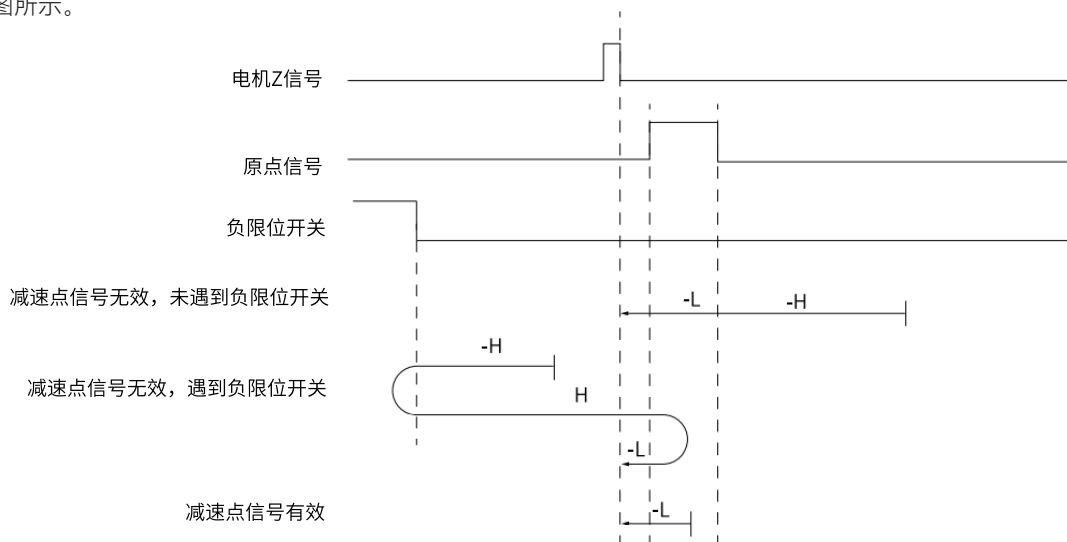 图所示。
电机Z信号
原点信号
负限位开关
减速点信号无效，未遇到负限位开关
-L
-H
-H
减速点信号无效，遇到负限位开关
H
-L
减速点信号有效
-L